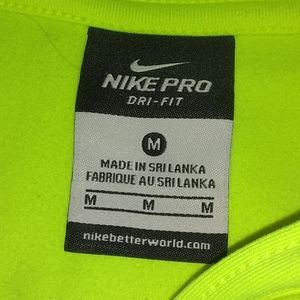 NIKE PRO
DRI-FIT
M
MADE IN SRI LANKA
FABRIQUE AU SRI LANKA
M M M
nikebetterworld.com